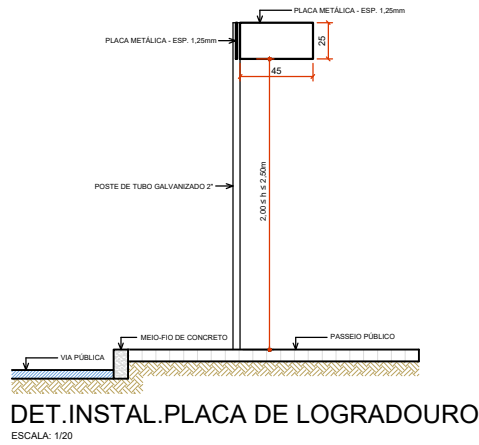 PLACA METÁLICA - ESP. 1,25mm
PLACA METÁLICA - ESP. 1,25mm
25
45
POSTE DE TUBO GALVANIZADO 2"
2,00 ≤ h ≤ 2,50m
MEIO-FIO DE CONCRETO
PASSEIO PÚBLICO
VIA PÚBLICA
DET.INSTAL.PLACA DE LOGRADOURO
ESCALA: 1/20